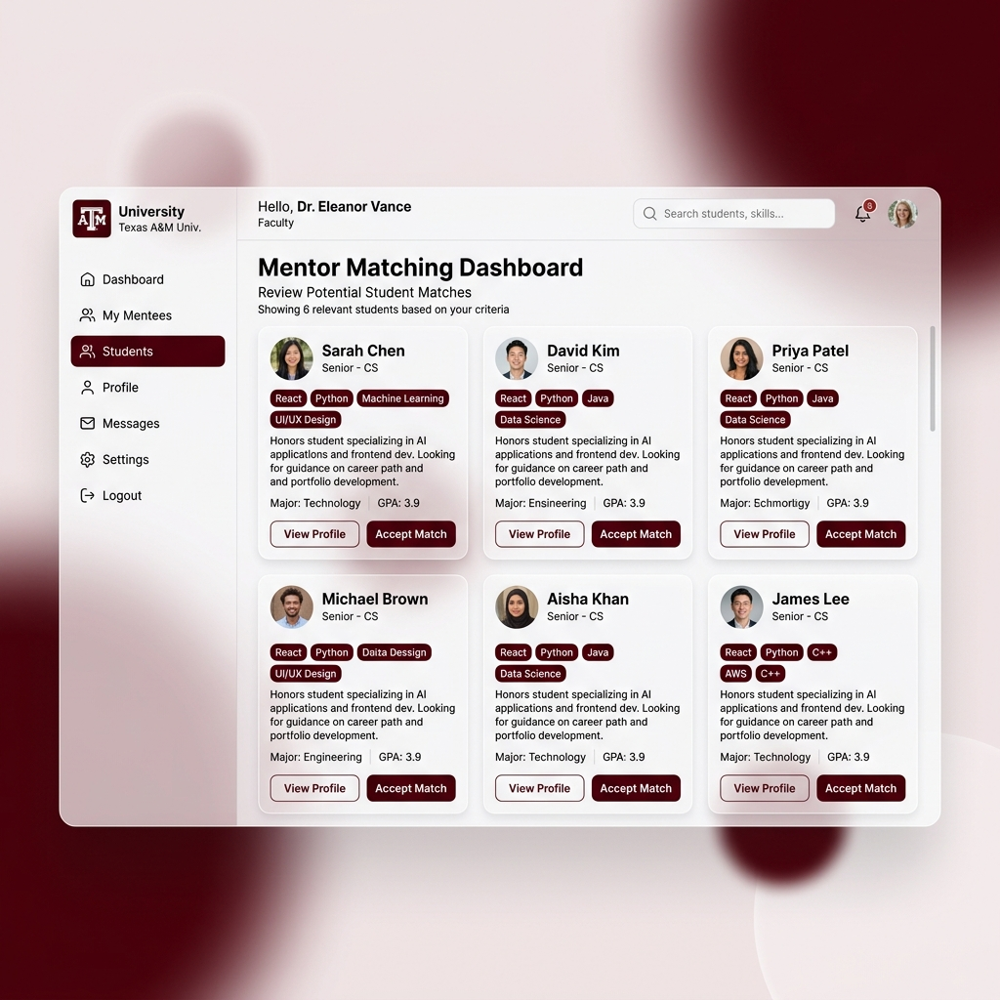 ATM
University
Texas A&M Univ.
Dashboard
My Mentees
Students
Profile
Messages
Settings
Logout
Hello, Dr. Eleanor Vance
Faculty
Search students, skills...
8
Mentor Matching Dashboard
Review Potential Student Matches
Showing 6 relevant students based on your criteria
Sarah Chen
Senior - CS
React Python Machine Learning
UI/UX Design
Honors student specializing in AI
applications and frontend dev. Looking
for guidance on career path and
and portfolio development.
Major: Technology GPA: 3.9
View Profile Accept Match
David Kim
Senior - CS
React Python Java
Data Science
Honors student specializing in AI
applications and frontend dev. Looking
for guidance on career path and
portfolio development.
Major: Ensineering GPA: 3.9
View Profile Accept Match
Priya Patel
Senior - CS
React Python Java
Data Science
Honors student specializing in AI
applications and frontend dev. Looking
for guidance on career path and
portfolio development.
Major: Echmortigy GPA: 3.9
View Profile Accept Match
Michael Brown
Senior - CS
React Python Daita Dessign
UI/UX Design
Honors student specializing in AI
applications and frontend dev. Looking
for guidance on career path and
portfolio development.
Major: Engineering GPA: 3.9
View Profile Accept Match
Aisha Khan
Senior - CS
React Python Java
Data Science
Honors student specializing in AI
applications and frontend dev. Looking
for guidance on career path and
portfolio development.
Major: Technology GPA: 3.9
View Profile Accept Match
James Lee
Senior - CS
React Python C++
AWS C++
Honors student specializing in AI
applications and frontend dev. Looking
for guidance on career path and
portfolio development.
Major: Technology GPA: 3.9
View Profile Accept Match